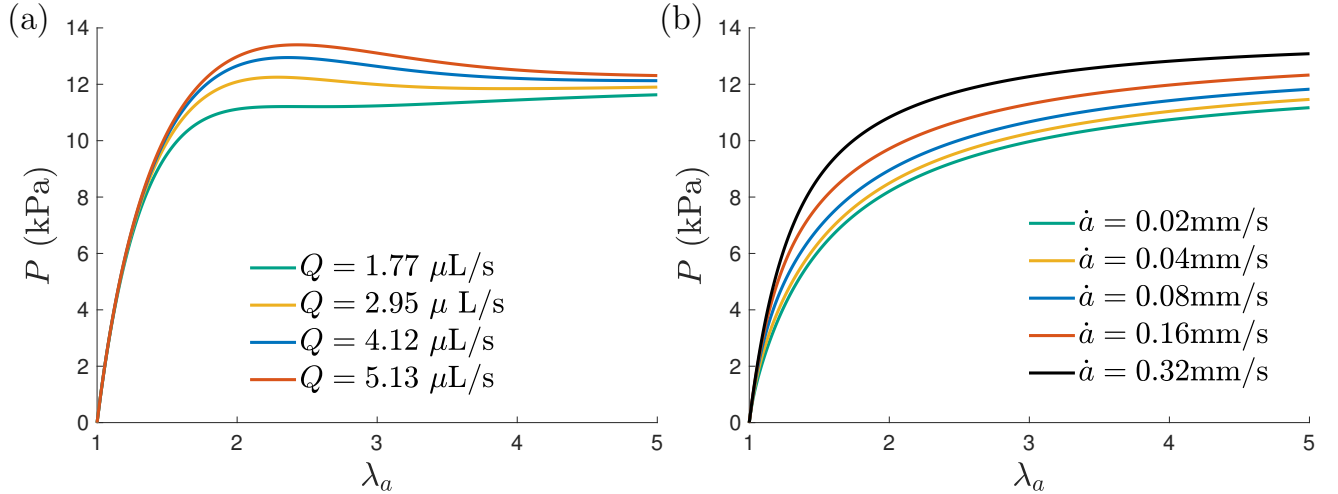 (a)
14
12
10
8
6
4
2
0
P (kPa)
Q = 1.77 μL/s
Q = 2.95 μ L/s
Q = 4.12 μL/s
Q = 5.13 μL/s
1 2 3 4 5
λₐ
(b)
14
12
10
8
6
4
2
0
P (kPa)
ȧ = 0.02mm/s
ȧ = 0.04mm/s
ȧ = 0.08mm/s
ȧ = 0.16mm/s
ȧ = 0.32mm/s
1 2 3 4 5
λₐ